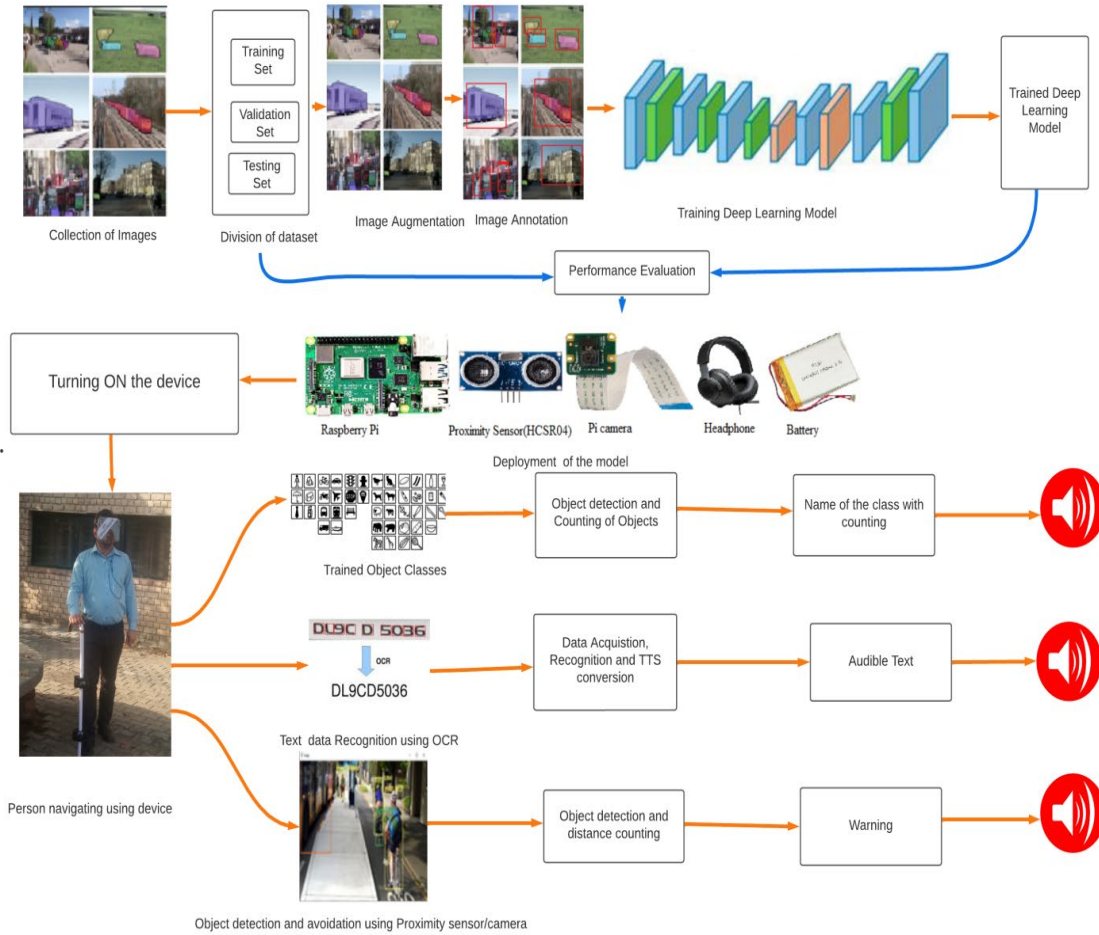 Training
Set
Validation
Set
Testing
Set
Trained Deep
Learning
Model
Collection of Images
Division of dataset
Image Augmentation
Image Annotation
Training Deep Learning Model
Performance Evaluation
Turning ON the device
Raspberry Pi
Proximity Sensor(HCSR04)
Pi camera
Headphone
Battery
Deployment of the model
Trained Object Classes
Object detection and
Counting of Objects
Name of the class with
counting
DL9C D 5036
OCR
DL9CD5036
Data Acquistion,
Recognition and TTS
conversion
Audible Text
Text data Recognition using OCR
Person navigating using device
Object detection and
distance counting
Warning
Object detection and avoidation using Proximity sensor/camera